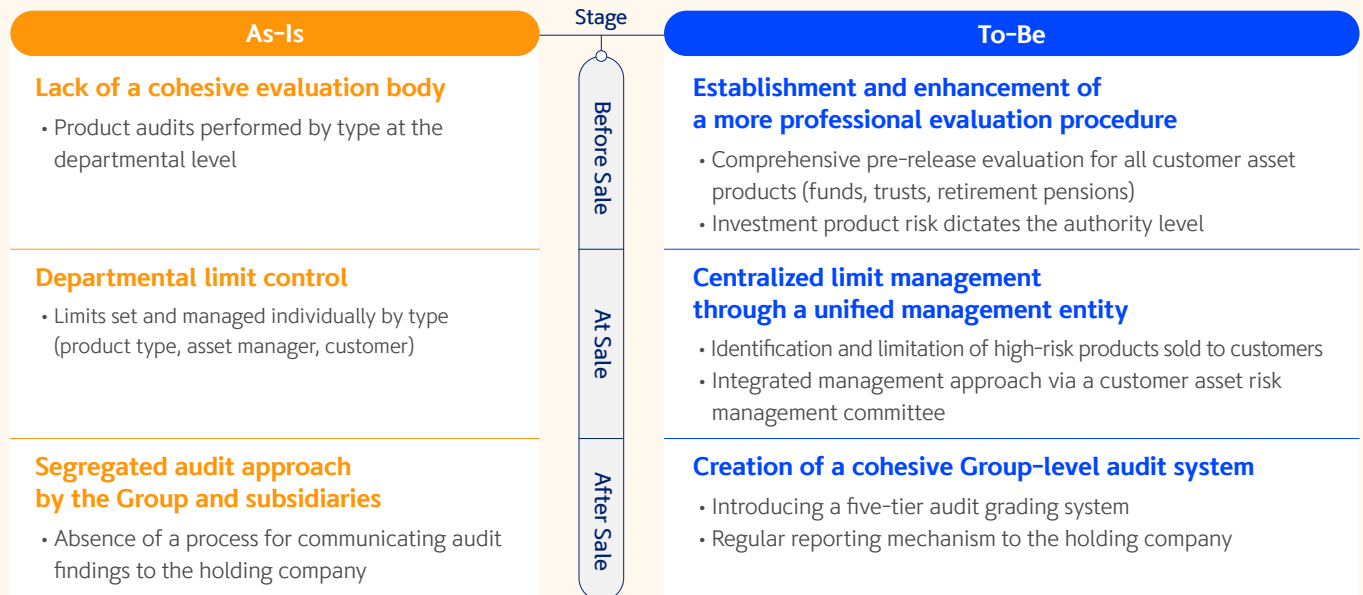 Stage
As-Is
To-Be
Before Sale
Lack of a cohesive evaluation body
• Product audits performed by type at the
departmental level
Establishment and enhancement of
a more professional evaluation procedure
• Comprehensive pre-release evaluation for all customer asset
products (funds, trusts, retirement pensions)
• Investment product risk dictates the authority level
At Sale
Departmental limit control
• Limits set and managed individually by type
(product type, asset manager, customer)
Centralized limit management
through a unified management entity
• Identification and limitation of high-risk products sold to customers
• Integrated management approach via a customer asset risk
management committee
After Sale
Segregated audit approach
by the Group and subsidiaries
• Absence of a process for communicating audit
findings to the holding company
Creation of a cohesive Group-level audit system
• Introducing a five-tier audit grading system
• Regular reporting mechanism to the holding company